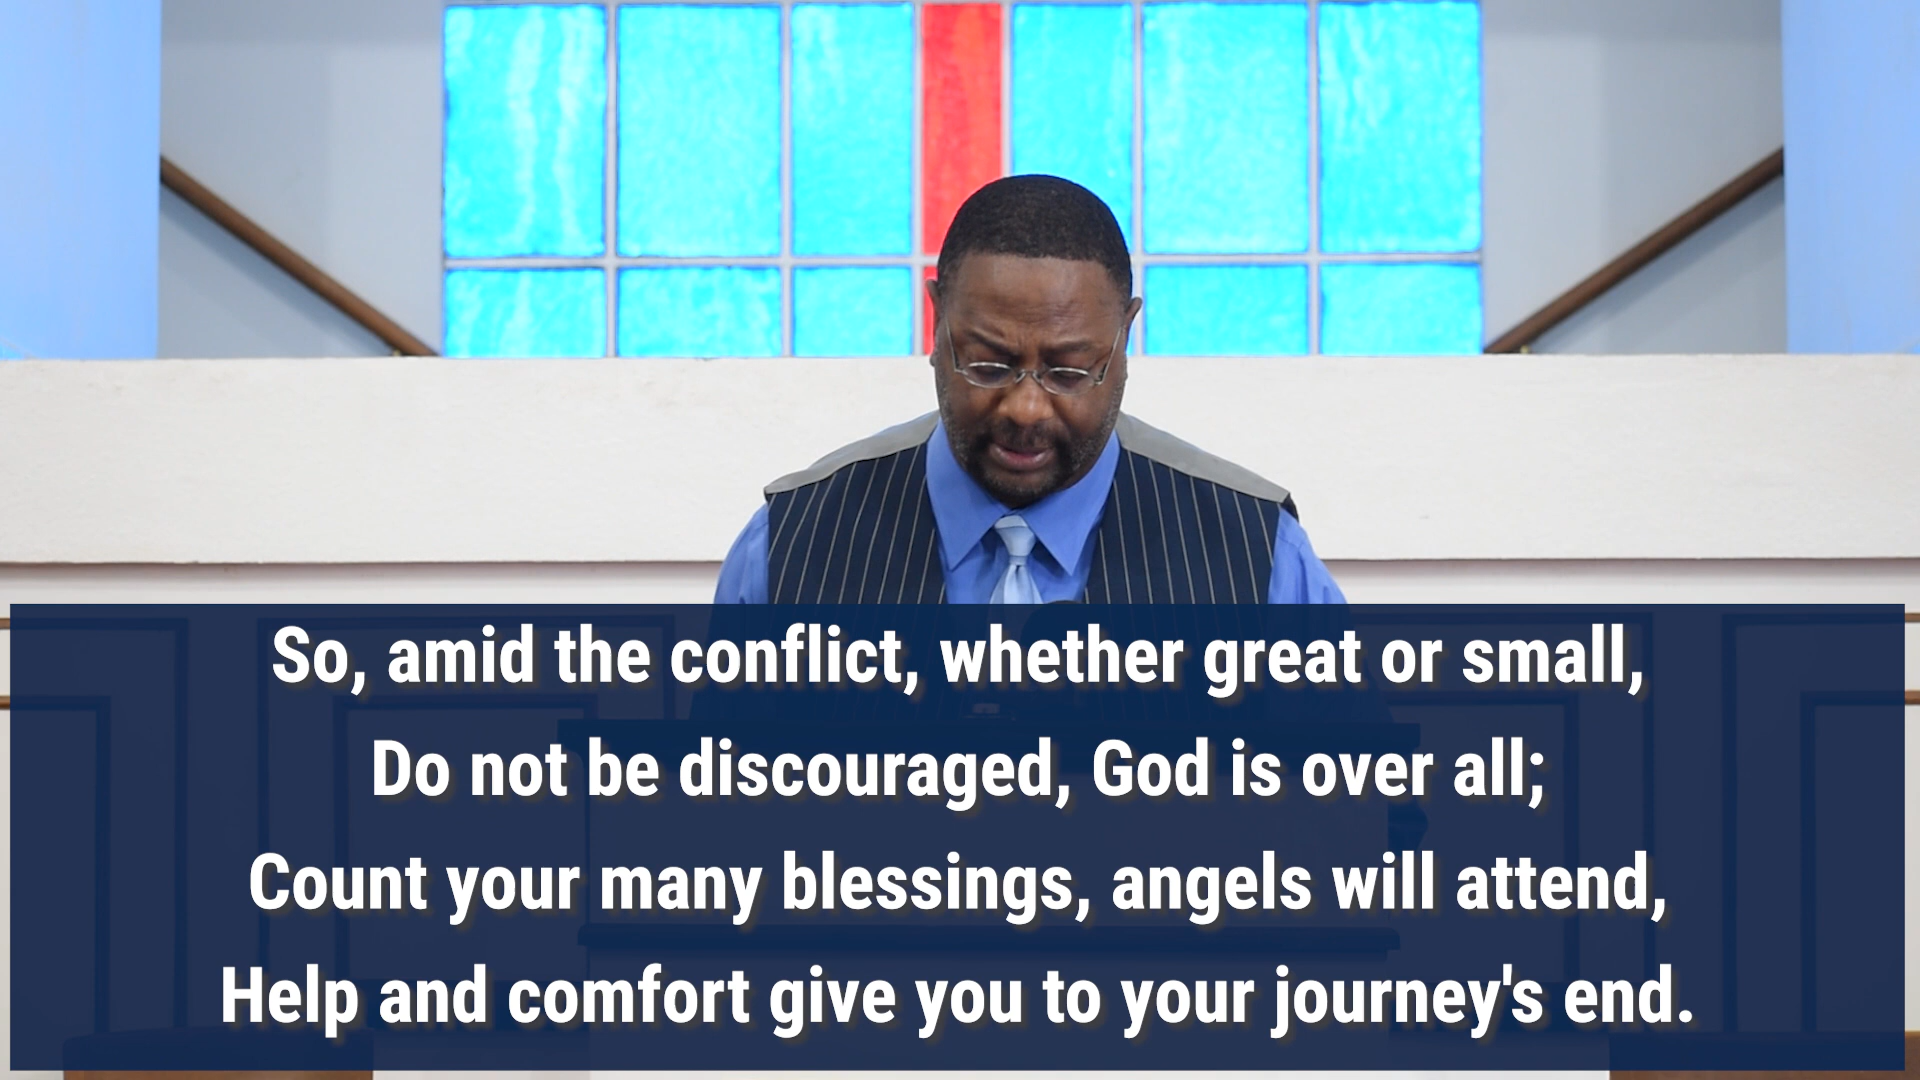 So, amid the conflict, whether great or small,
Do not be discouraged, God is over all;
Count your many blessings, angels will attend,
Help and comfort give you to your journey's end.